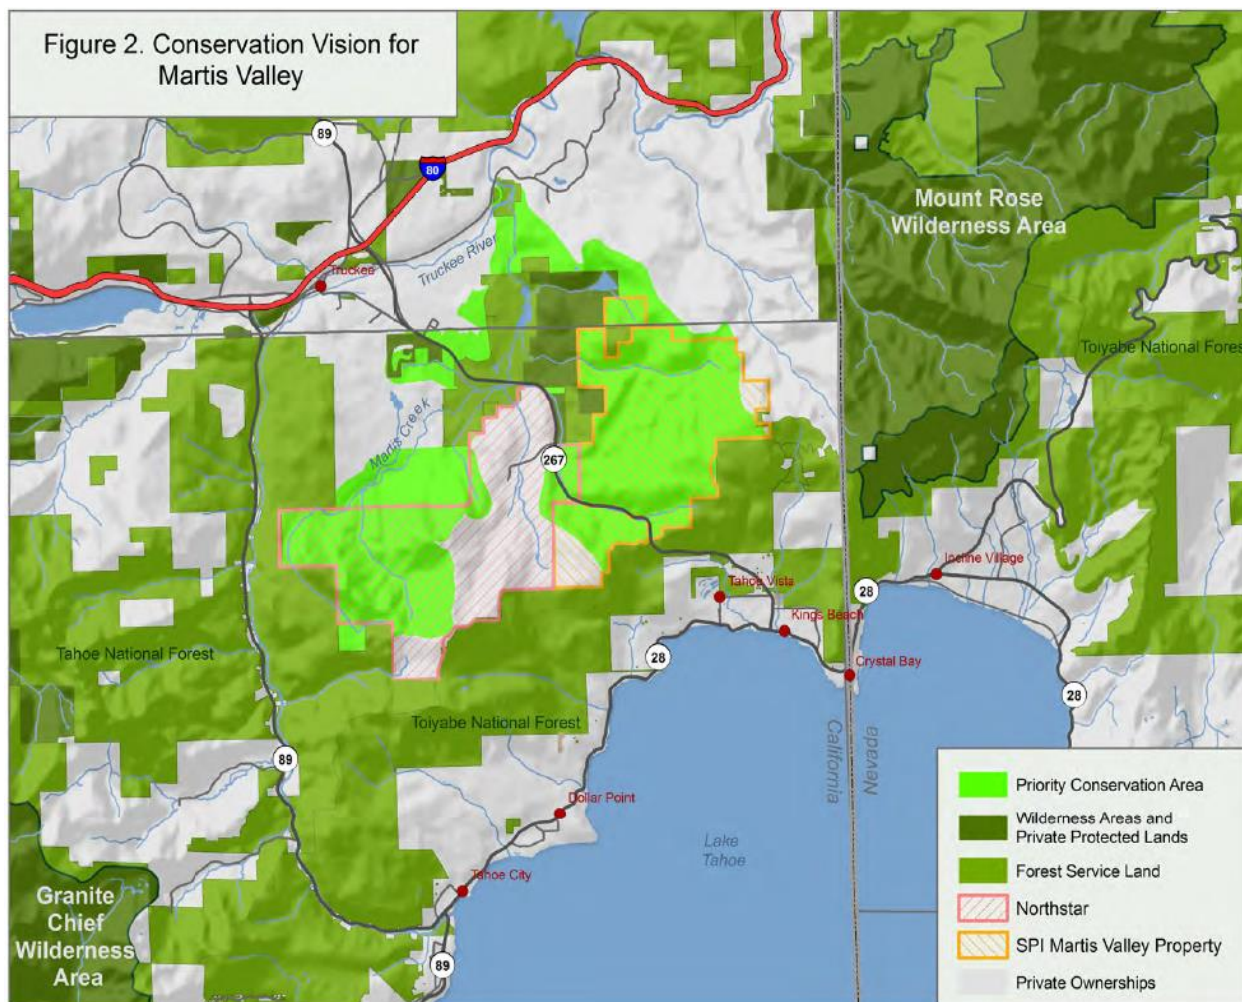 Figure 2. Conservation Vision for
Martis Valley
89
80
Mount Rose
Wilderness Area
Truckee River
Truckee
Toiyabe National Forest
Martis Creek
267
Incline Village
Tahoe Vista
28
Kings Beach
Tahoe National Forest
28
Crystal Bay
28
Toiyabe National Forest
California
Nevada
89
Dollar Point
Lake
Tahoe
Tahoe City
Granite
Chief
Wilderness
Area
89
Priority Conservation Area
Wilderness Areas and
Private Protected Lands
Forest Service Land
Northstar
SPI Martis Valley Property
Private Ownerships